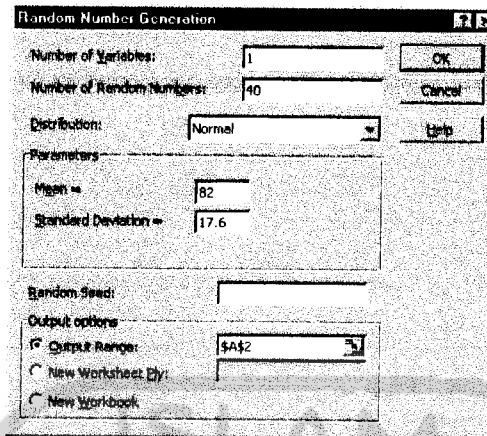 Random Number Generation
Number of Variables: 1 OK
Number of Random Numbers: 40 Cancel
Distribution: Normal Help
Parameters
Mean = 82
Standard Deviation = 17.6
Random Seed:
Output options
Output Range: $A$2
New Worksheet Ply:
New Workbook